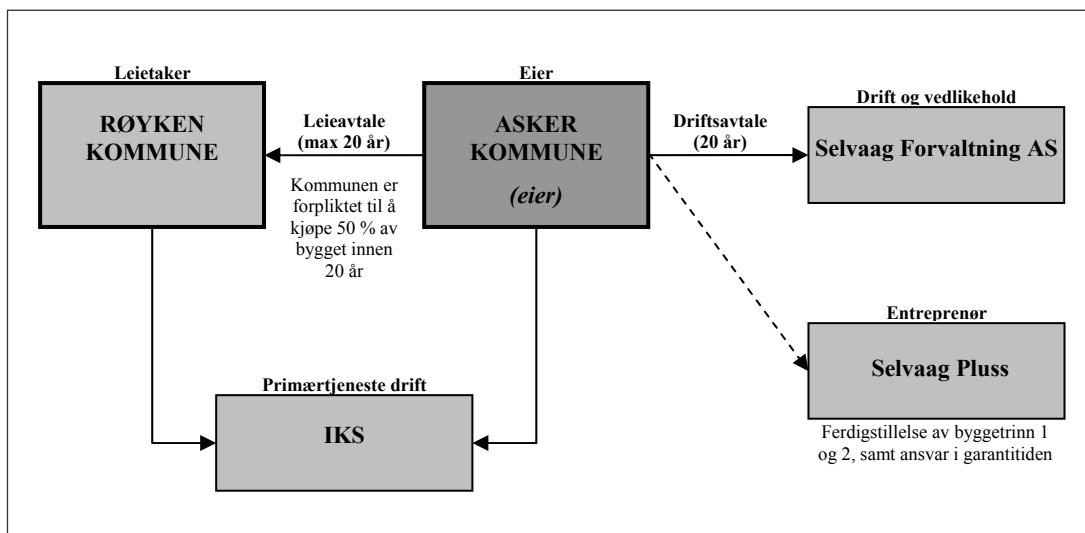 Leietaker
RØYKEN
KOMMUNE
Leieavtale
(max 20 år)
Kommunen er
forpliktet til å
kjøpe 50 % av
bygget innen
20 år
Eier
ASKER
KOMMUNE
(eier)
Driftsavtale
(20 år)
Drift og vedlikehold
Selvaag Forvaltning AS
Entreprenør
Selvaag Pluss
Ferdigstillelse av byggetrinn 1
og 2, samt ansvar i garantitiden
Primærtjeneste drift
IKS